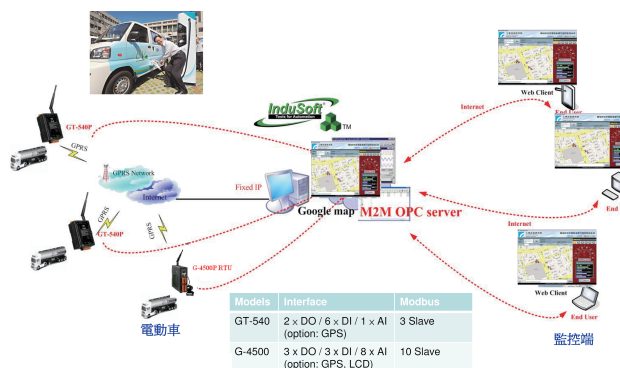 InduSoft
Tools for Automation
TM
GT-540P
GPRS
GPRS Network
Internet
Fixed IP
GT-540P
GPRS
GPRS
G-4500P RTU
Google map
M2M OPC server
Internet
Internet
Web Client
End User
End
Web Client
End User
電動車
監控端
Models Interface Modbus
GT-540 2 x DO / 6 x DI / 1 x AI 3 Slave
(option: GPS)
G-4500 3 x DO / 3 x DI / 8 x AI 10 Slave
(option: GPS, LCD)